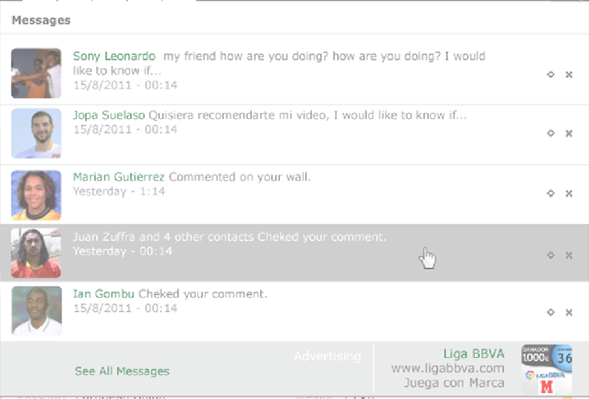 Messages
Sony Leonardo my friend how are you doing? how are you doing? I would
like to know if...
15/8/2011 - 00:14
Jopa Suelaso Quisiera recomendarte mi video, I would like to know if...
15/8/2011 - 00:14
Marian Gutierrez Commented on your wall.
Yesterday - 1:14
Juan Zuffra and 4 other contacts Cheked your comment.
Yesterday - 00:14
Ian Gombu Cheked your comment.
15/8/2011 - 00:14
See All Messages
Advertising
Liga BBVA
www.ligabbva.com
Juega con Marca
GANADOR
1.000€
36
LIGABBVA
M